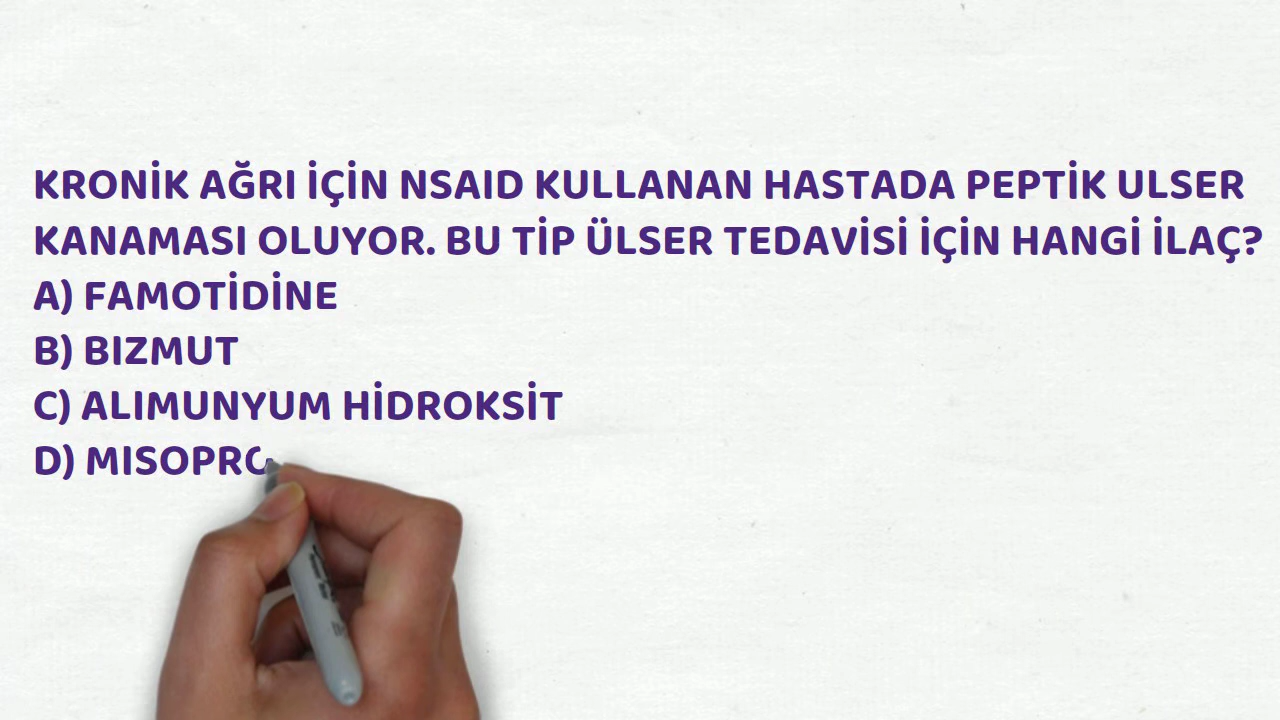 KRONİK AĞRI İÇİN NSAID KULLANAN HASTADA PEPTİK ULSER
KANAMASI OLUYOR. BU TİP ÜLSER TEDAVİSİ İÇİN HANGİ İLAÇ?
A) FAMOTİDİNE
B) BIZMUT
C) ALIMUNYUM HİDROKSİT
D) MISOPRO